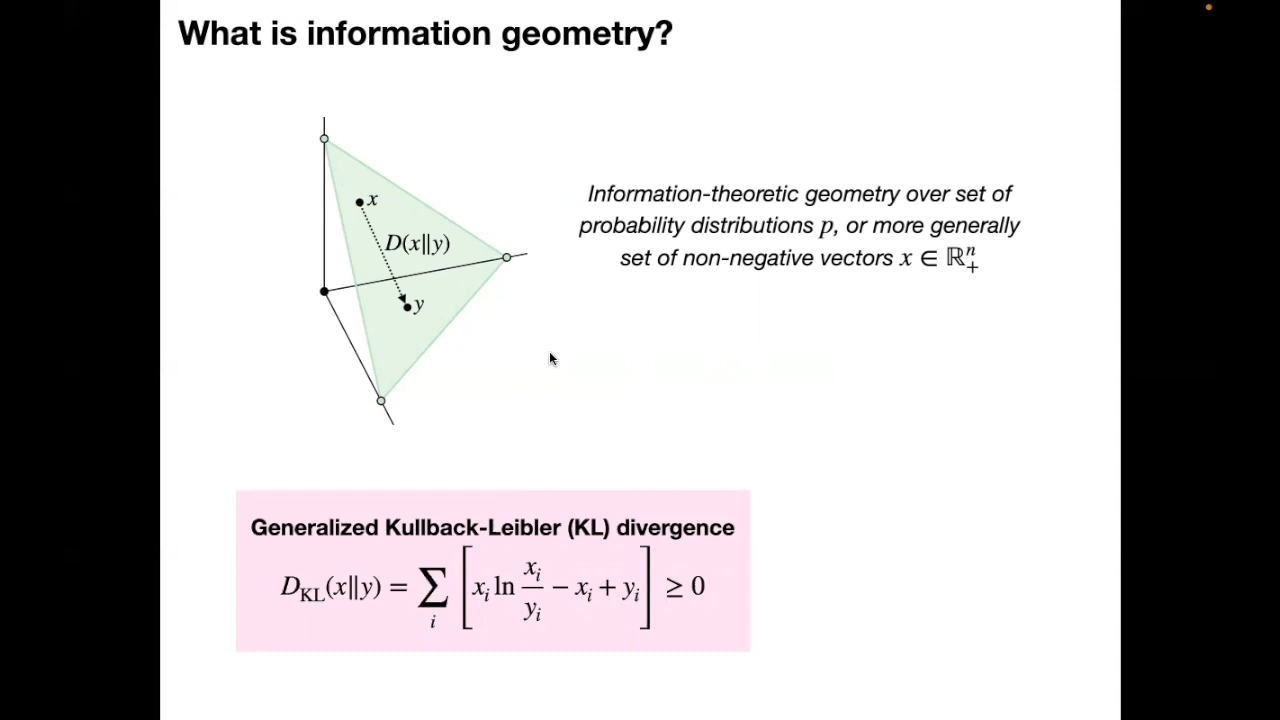 What is information geometry?
x
D(x||y)
y
Information-theoretic geometry over set of
probability distributions p, or more generally
set of non-negative vectors x ∈ ℝⁿ₊
Generalized Kullback-Leibler (KL) divergence
D_KL(x||y) = ∑_i [x_i ln x_i/y_i − x_i + y_i] ≥ 0